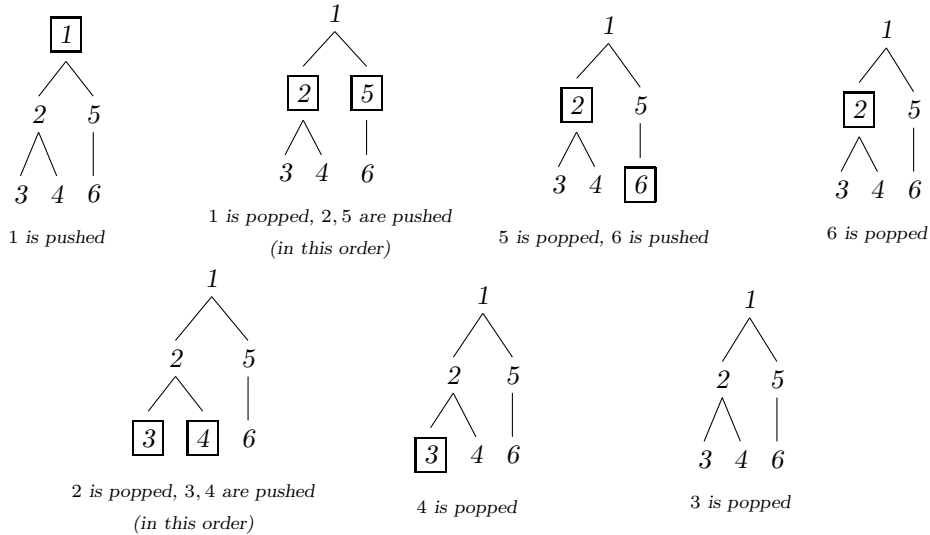 1
2 5
3 4 6
1 is pushed
1
2 5
3 4 6
1 is popped, 2, 5 are pushed
(in this order)
1
2 5
3 4 6
5 is popped, 6 is pushed
1
2 5
3 4 6
6 is popped
1
2 5
3 4 6
2 is popped, 3, 4 are pushed
(in this order)
1
2 5
3 4 6
4 is popped
1
2 5
3 4 6
3 is popped